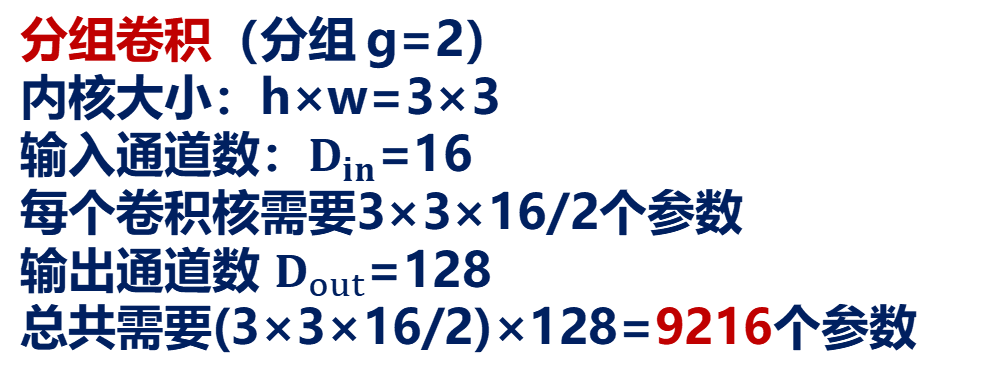 分组卷积（分组 g=2）
内核大小：h×w=3×3
输入通道数：D_in=16
每个卷积核需要3×3×16/2个参数
输出通道数 D_out=128
总共需要(3×3×16/2)×128=9216个参数